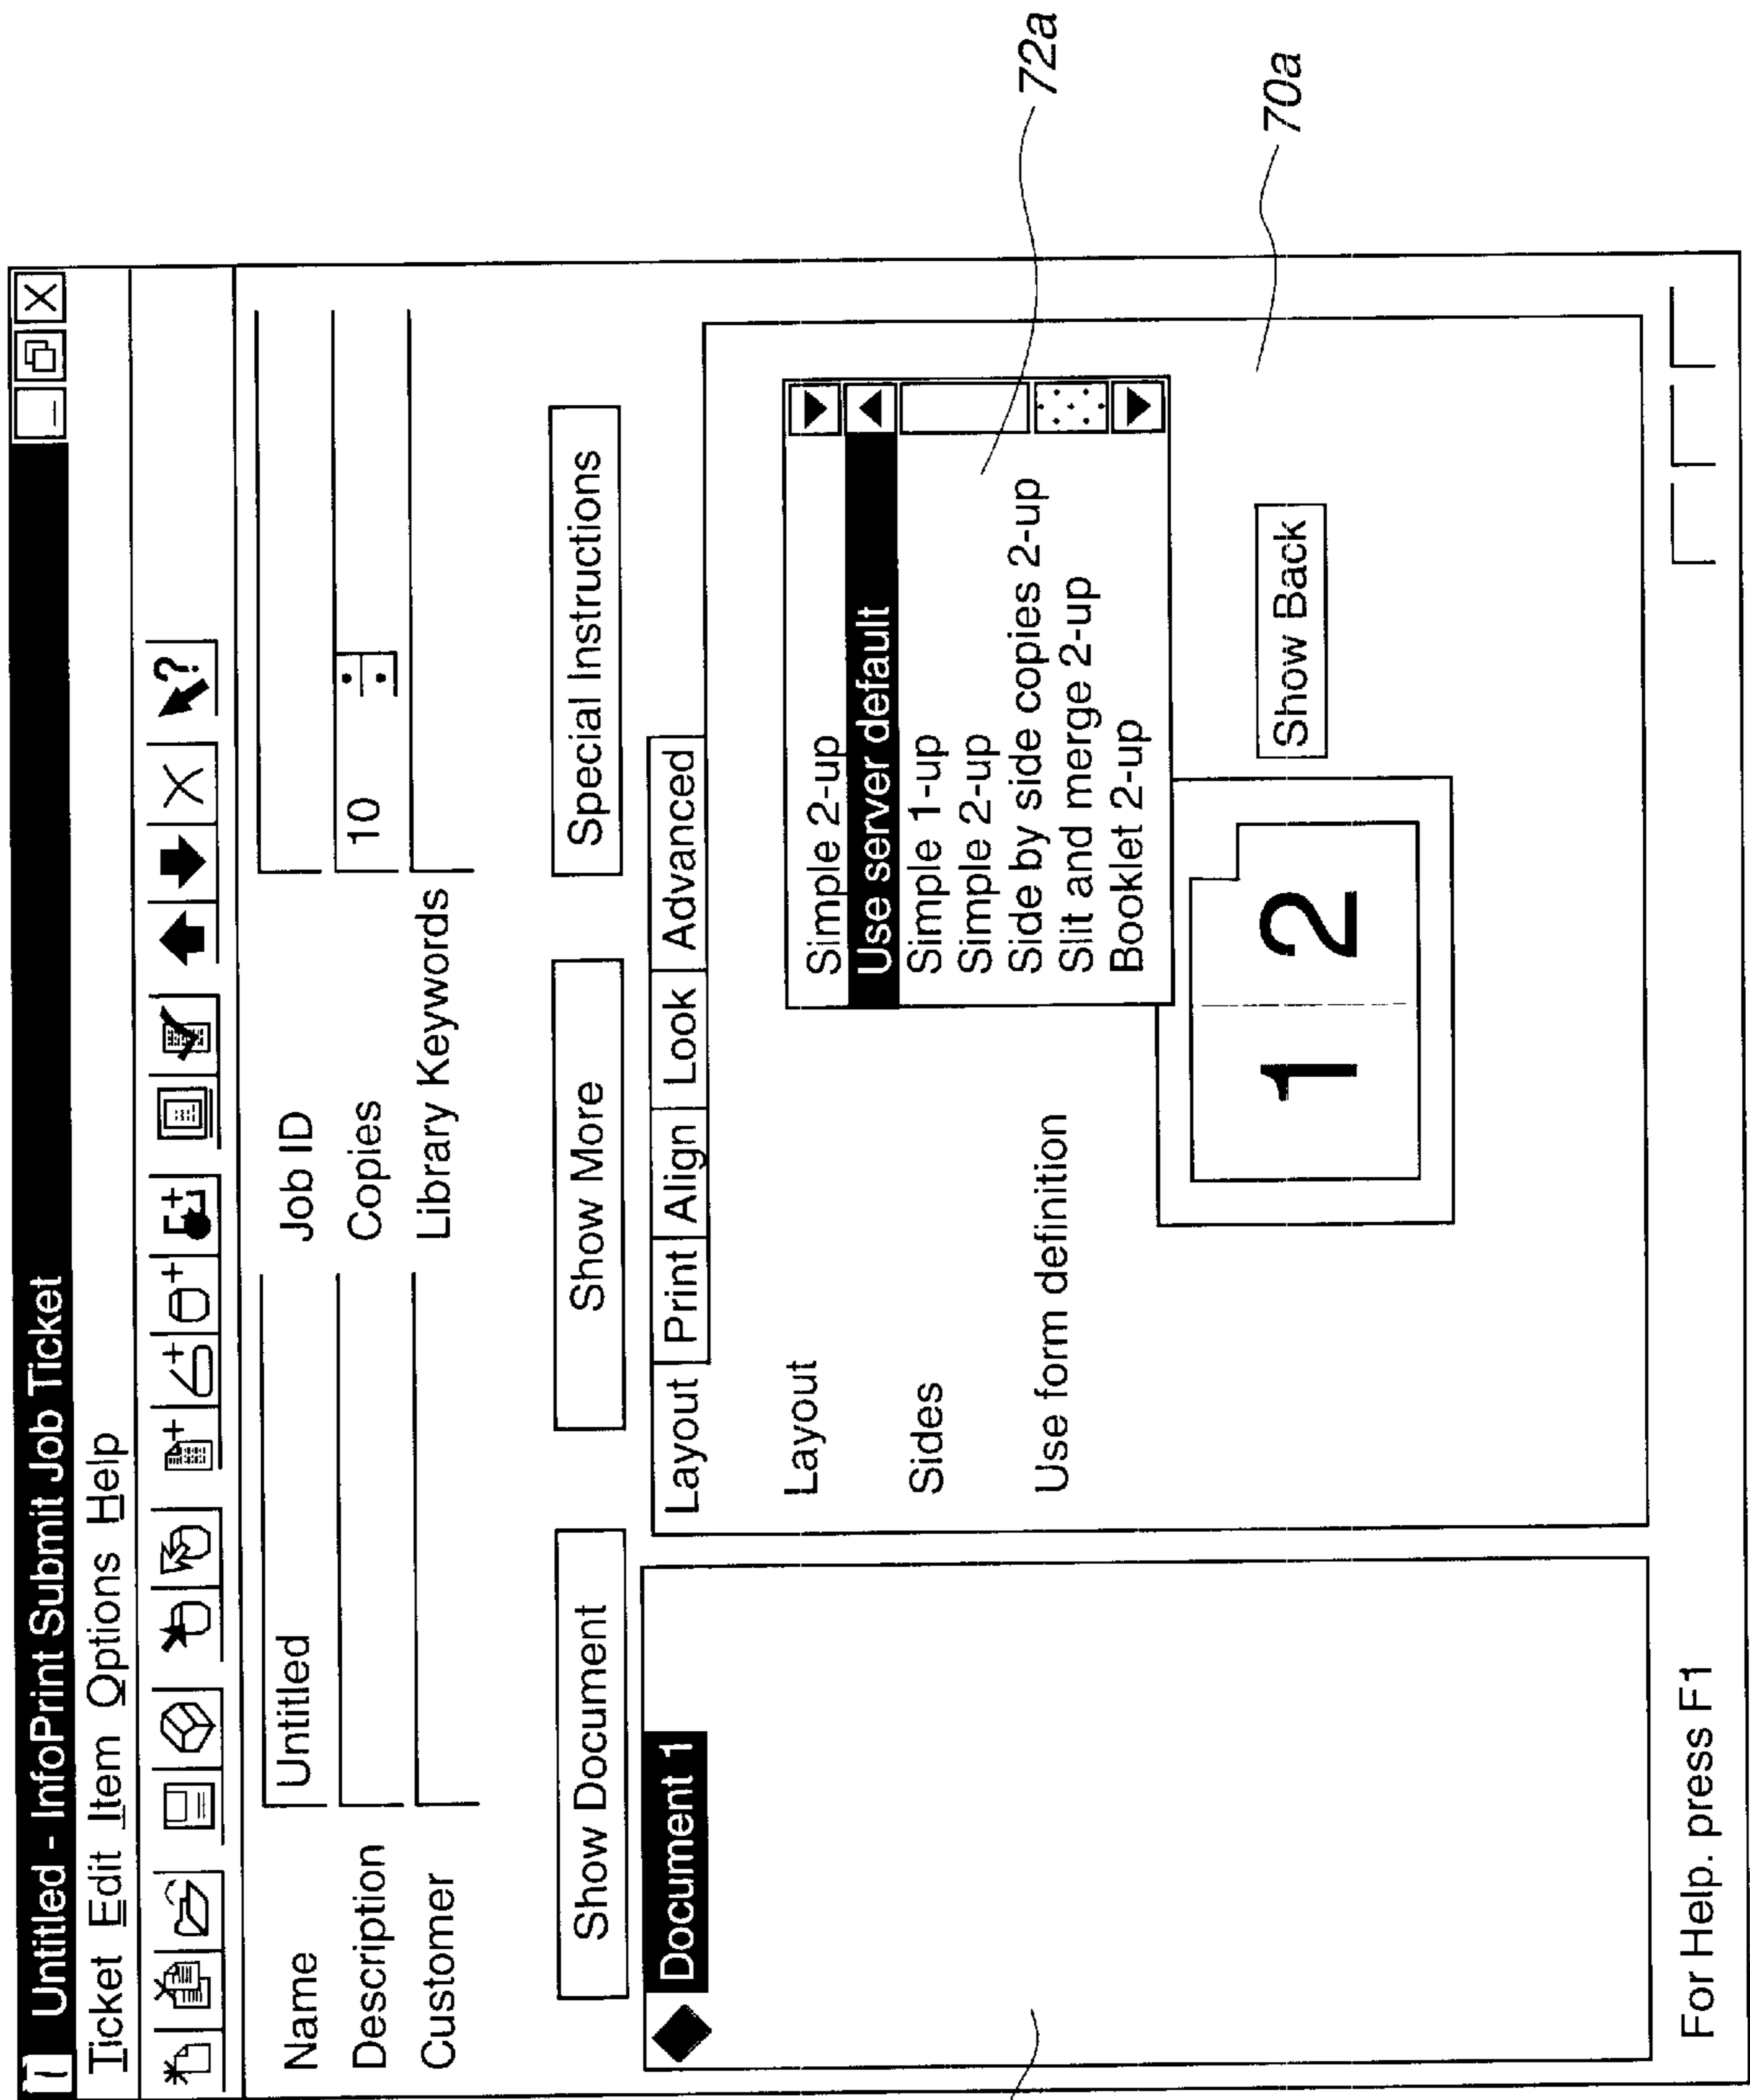 Untitled - InfoPrint Submit Job Ticket
Ticket Edit Item Options Help
Name
Untitled
Job ID
Description
Copies
10
Customer
Library Keywords
Show Document
Show More
Special Instructions
Document 1
Layout Print Align Look Advanced
Layout
Simple 2-up
Use server default
Simple 1-up
Simple 2-up
Side by side copies 2-up
Slit and merge 2-up
Booklet 2-up
Sides
Use form definition
1 2
Show Back
For Help. press F1
72a
70a